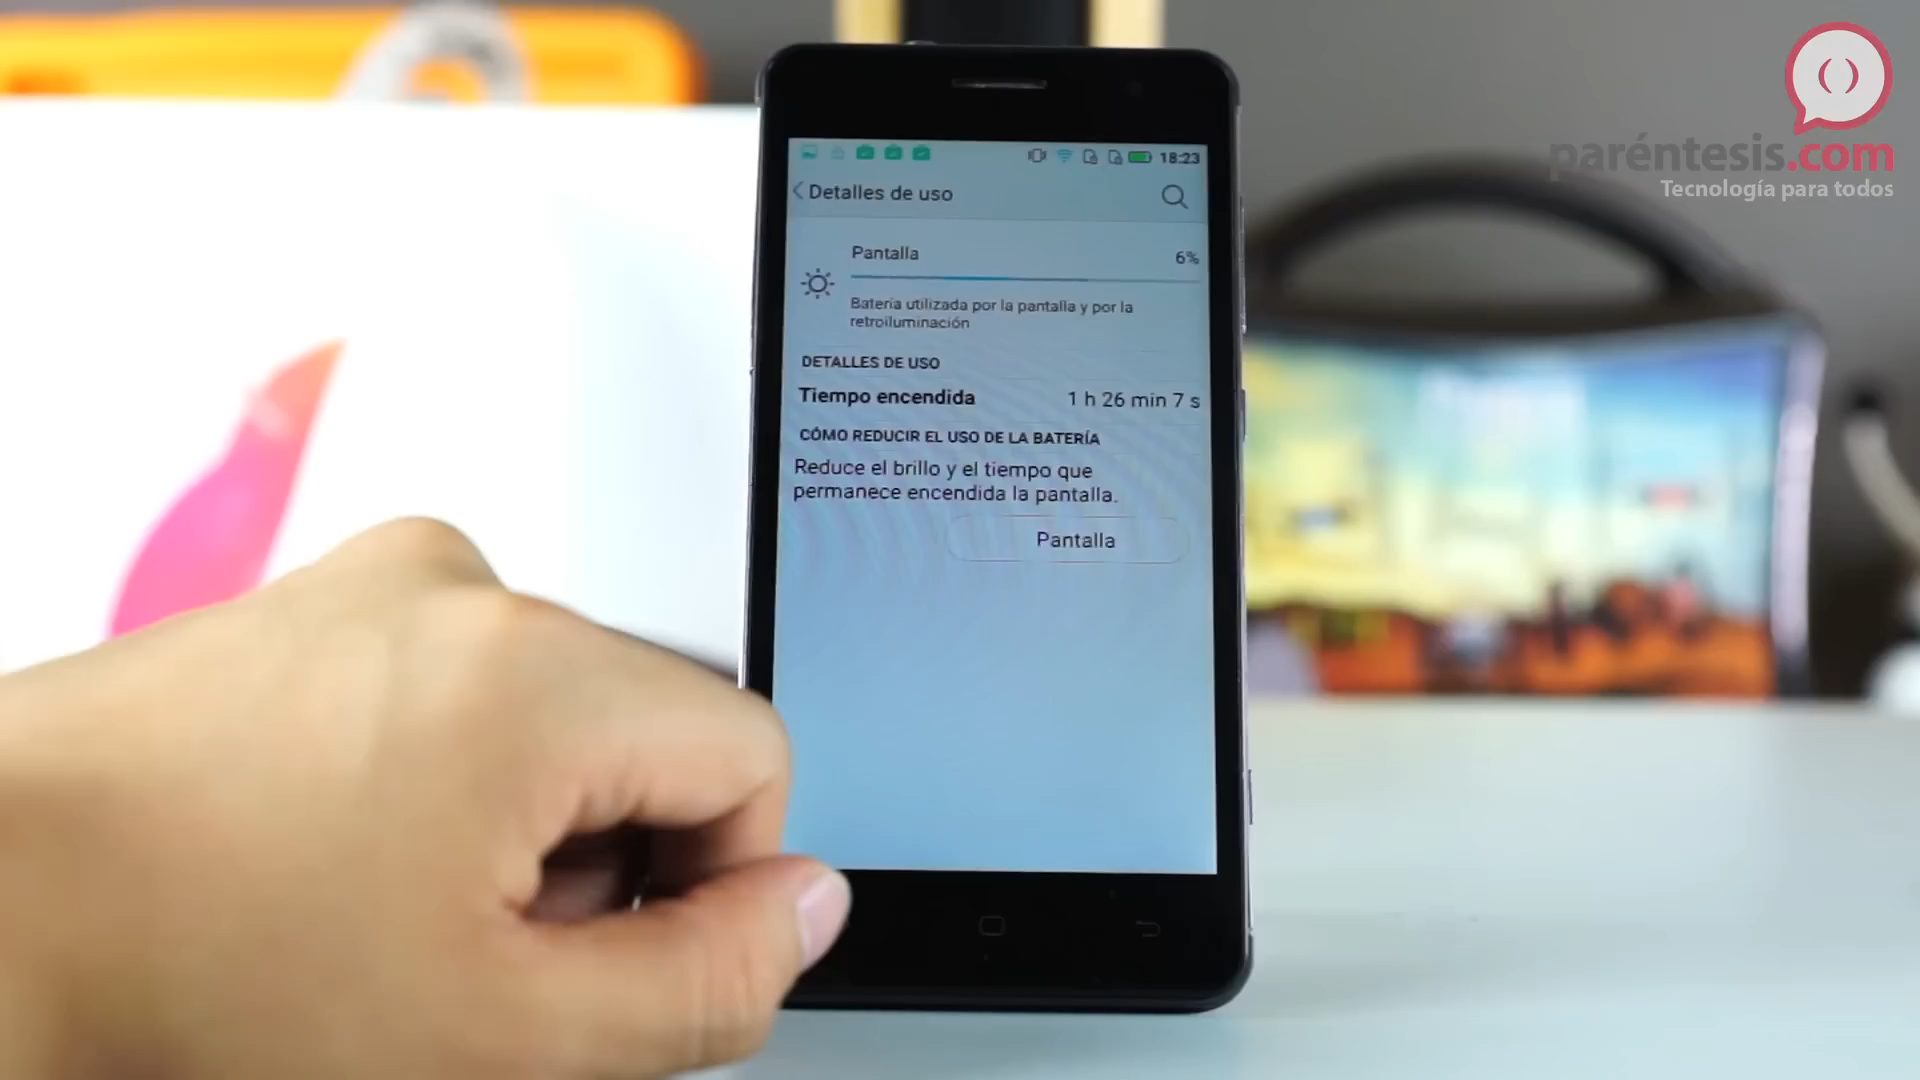 paréntesis.com
Tecnología para todos
18:23
Detalles de uso
Pantalla
6%
Batería utilizada por la pantalla y por la
retroiluminación
DETALLES DE USO
Tiempo encendida 1 h 26 min 7 s
CÓMO REDUCIR EL USO DE LA BATERÍA
Reduce el brillo y el tiempo que
permanece encendida la pantalla.
Pantalla